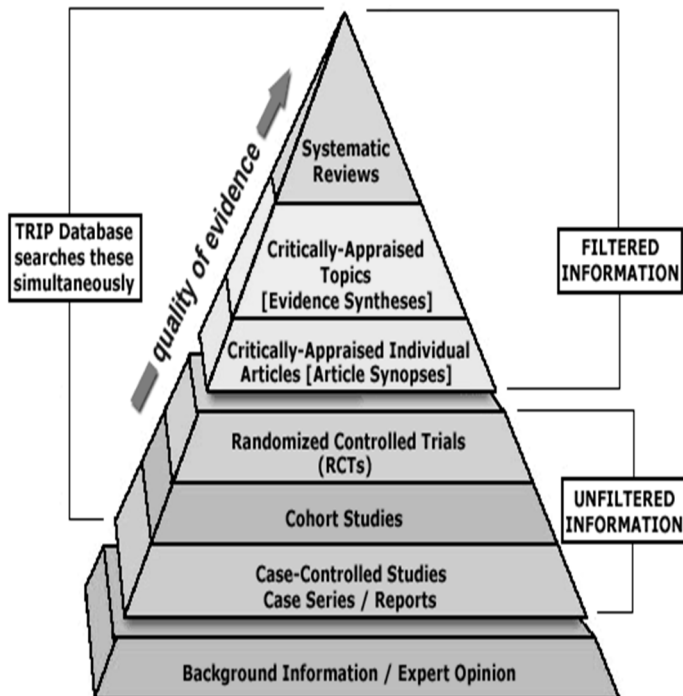 Systematic
Reviews
quality of evidence
TRIP Database
searches these
simultaneously
Critically-Appraised
Topics
[Evidence Syntheses]
FILTERED
INFORMATION
Critically-Appraised Individual
Articles [Article Synopses]
Randomized Controlled Trials
(RCTs)
UNFILTERED
INFORMATION
Cohort Studies
Case-Controlled Studies
Case Series / Reports
Background Information / Expert Opinion